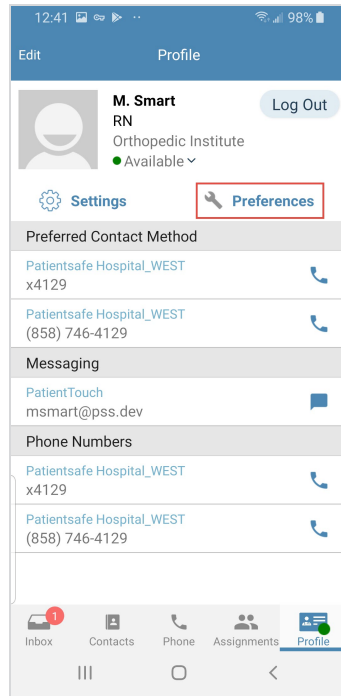 12:41 98%
Edit Profile
M. Smart
RN
Orthopedic Institute
Available
Log Out
Settings Preferences
Preferred Contact Method
Patientsafe Hospital_WEST
x4129
Patientsafe Hospital_WEST
(858) 746-4129
Messaging
PatientTouch
msmart@pss.dev
Phone Numbers
Patientsafe Hospital_WEST
x4129
Patientsafe Hospital_WEST
(858) 746-4129
1
Inbox Contacts Phone Assignments Profile